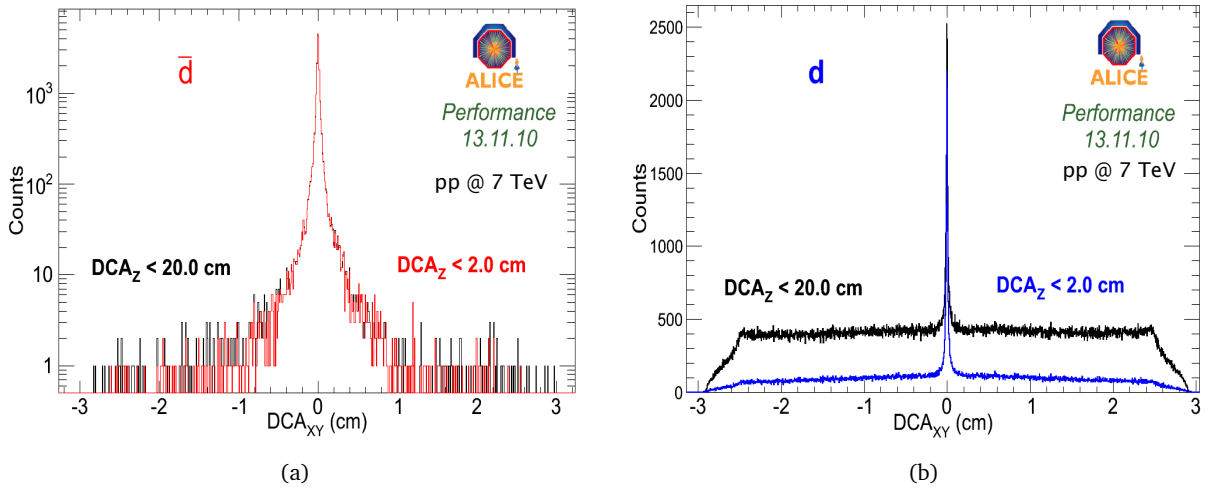 d̅
ALICE
Performance
13.11.10
pp @ 7 TeV
DCA_Z < 20.0 cm
DCA_Z < 2.0 cm
Counts
10³
10²
10
1
-3 -2 -1 0 1 2 3
DCA_XY (cm)
(a)
d
ALICE
Performance
13.11.10
pp @ 7 TeV
DCA_Z < 20.0 cm
DCA_Z < 2.0 cm
Counts
2500
2000
1500
1000
500
0
-3 -2 -1 0 1 2 3
DCA_XY (cm)
(b)